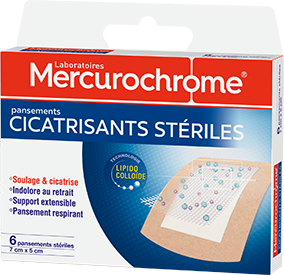 Laboratoires
Mercurochrome®
pansements
CICATRISANTS STÉRILES
TECHNOLOGIE
LIPIDO
COLLOÏDE
•Soulage & cicatrise
•Indolore au retrait
•Support extensible
•Pansement respirant
6 pansements stériles
7 cm x 5 cm